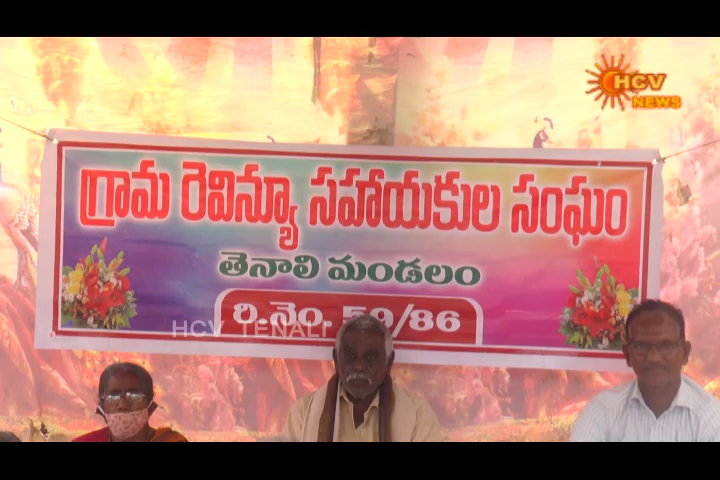 HCV
NEWS
గ్రామ రెవిన్యూ సహాయకుల సంఘం
తెనాలి మండలం
రి.నెం. 59/86
HCV TENALI